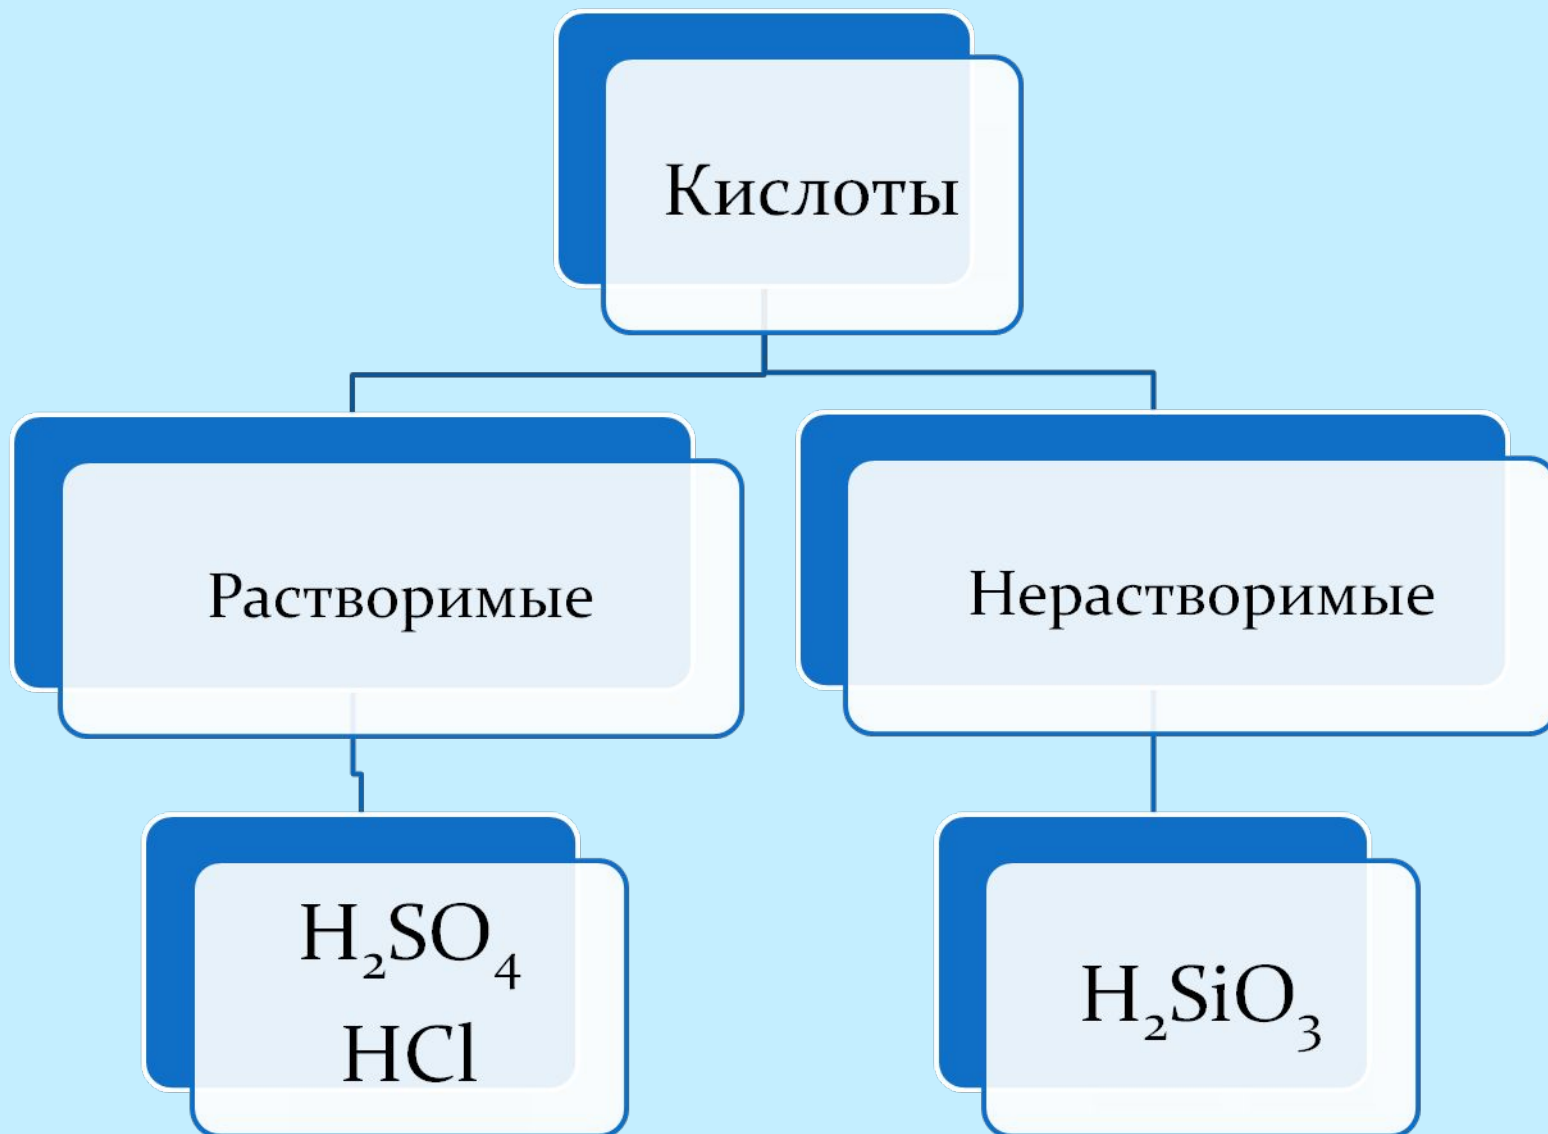 Кислоты
Растворимые
Нерастворимые
H₂SO₄
HCl
H₂SiO₃